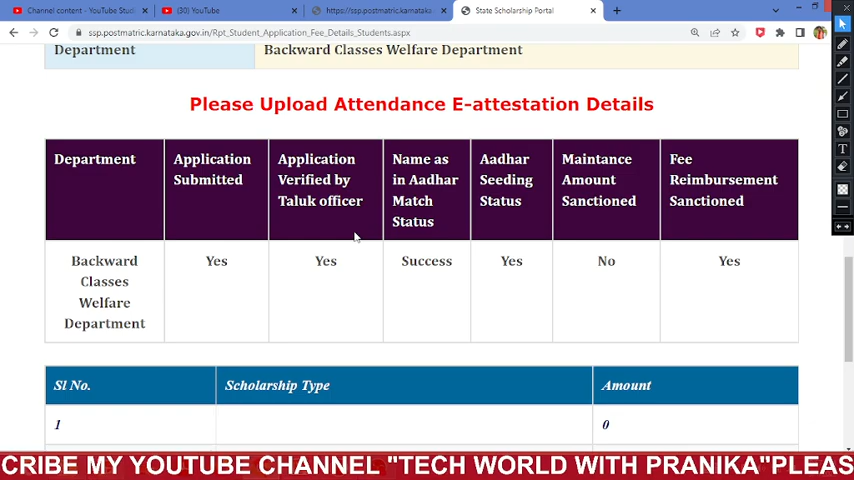 Channel content - YouTube Studi
(30) YouTube
https://ssp.postmatric.karnataka
State Scholarship Portal
ssp.postmatric.karnataka.gov.in/Rpt_Student_Application_Fee_Details_Students.aspx
Department
Backward Classes Welfare Department
Please Upload Attendance E-attestation Details
Department
Application
Submitted
Application
Verified by
Taluk officer
Name as
in Aadhar
Match
Status
Aadhar
Seeding
Status
Maintance
Amount
Sanctioned
Fee
Reimbursement
Sanctioned
Backward
Classes
Welfare
Department
Yes
Yes
Success
Yes
No
Yes
Sl No.
Scholarship Type
Amount
1
0
CRIBE MY YOUTUBE CHANNEL "TECH WORLD WITH PRANIKA"PLEAS